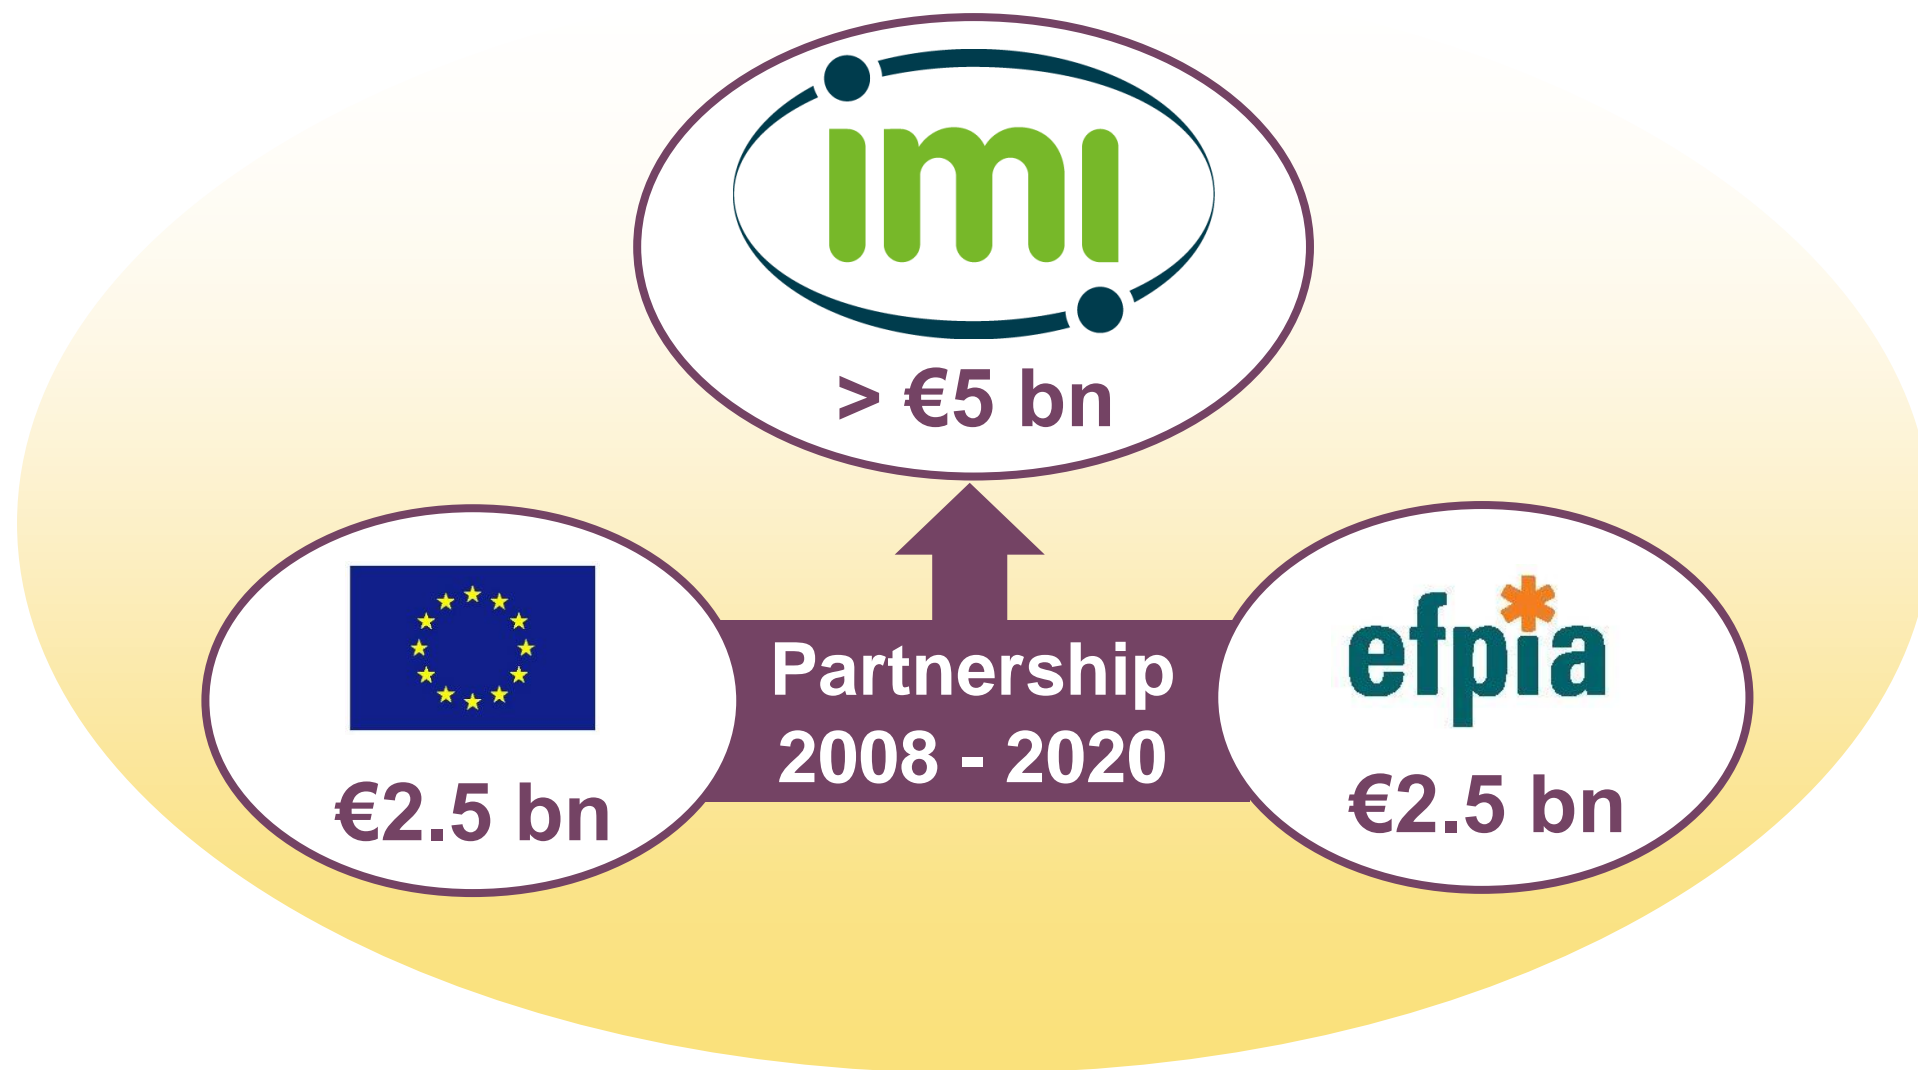 imi
> €5 bn
Partnership
2008 - 2020
€2.5 bn
efpia
€2.5 bn